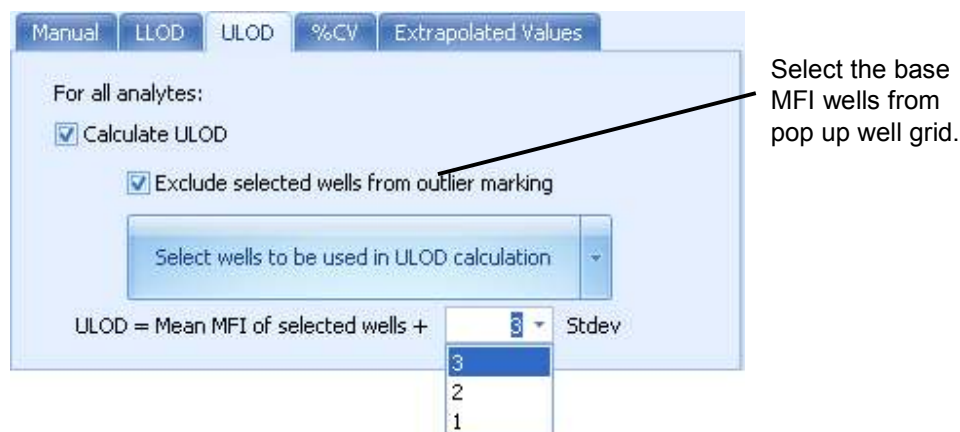 Manual LLOD ULOD %CV Extrapolated Values
For all analytes:
Calculate ULOD
Exclude selected wells from outlier marking
Select wells to be used in ULOD calculation
ULOD = Mean MFI of selected wells + 3 Stdev
3
2
1
Select the base
MFI wells from
pop up well grid.